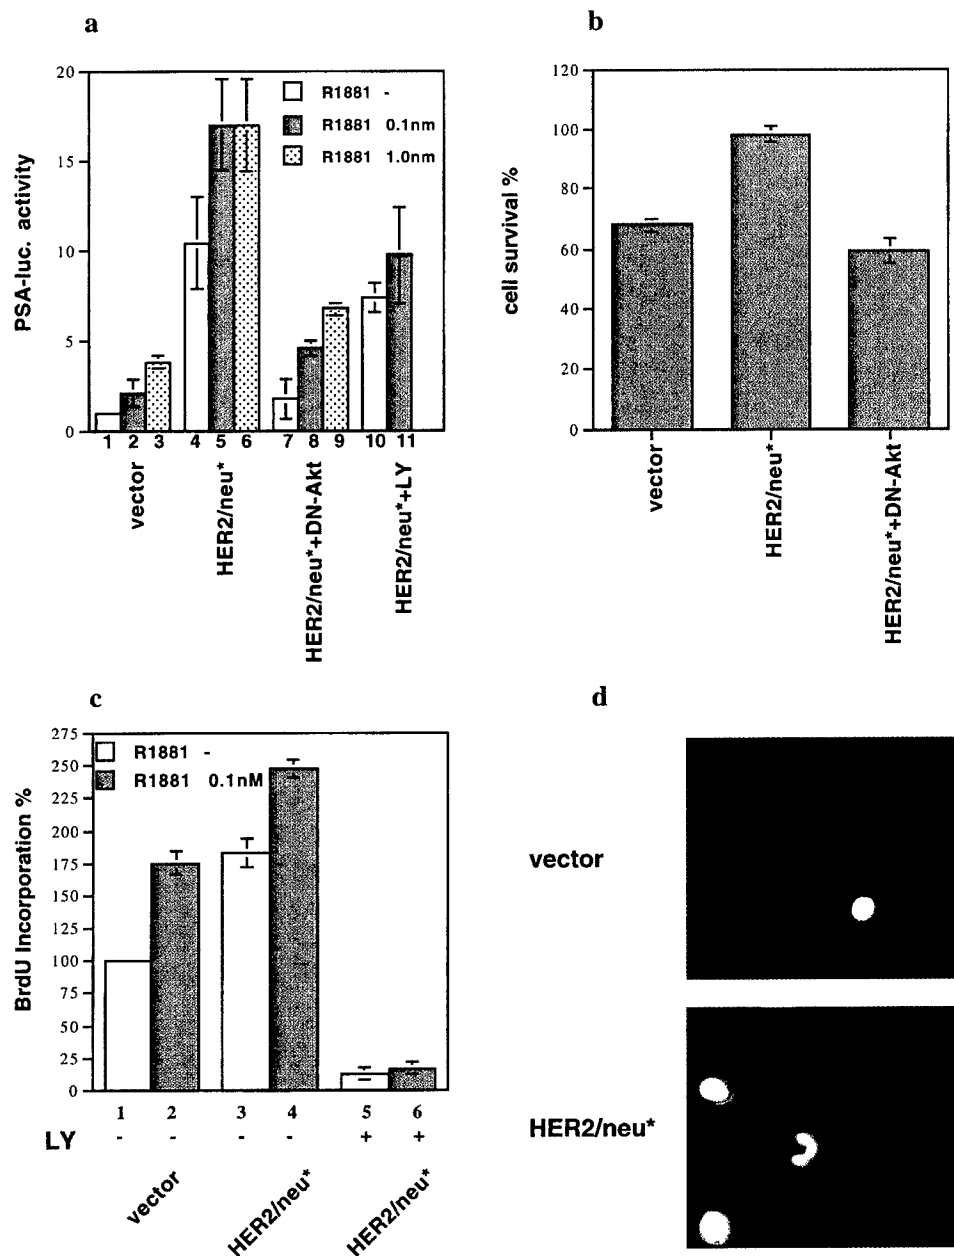 a
20
15
10
5
0
PSA-luc. activity
R1881 -
R1881 0.1nm
R1881 1.0nm
1 2 3 4 5 6 7 8 9 10 11
vector
HER2/neu*
HER2/neu*+DN-Akt
HER2/neu*+LY
b
120
100
80
60
40
20
0
cell survival %
vector
HER2/neu*
HER2/neu*+DN-Akt
c
275
250
225
200
175
150
125
100
75
50
25
0
BrdU Incorporation %
R1881 -
R1881 0.1nM
1 2 3 4 5 6
LY - - - - + +
vector
HER2/neu*
HER2/neu*
d
vector
HER2/neu*